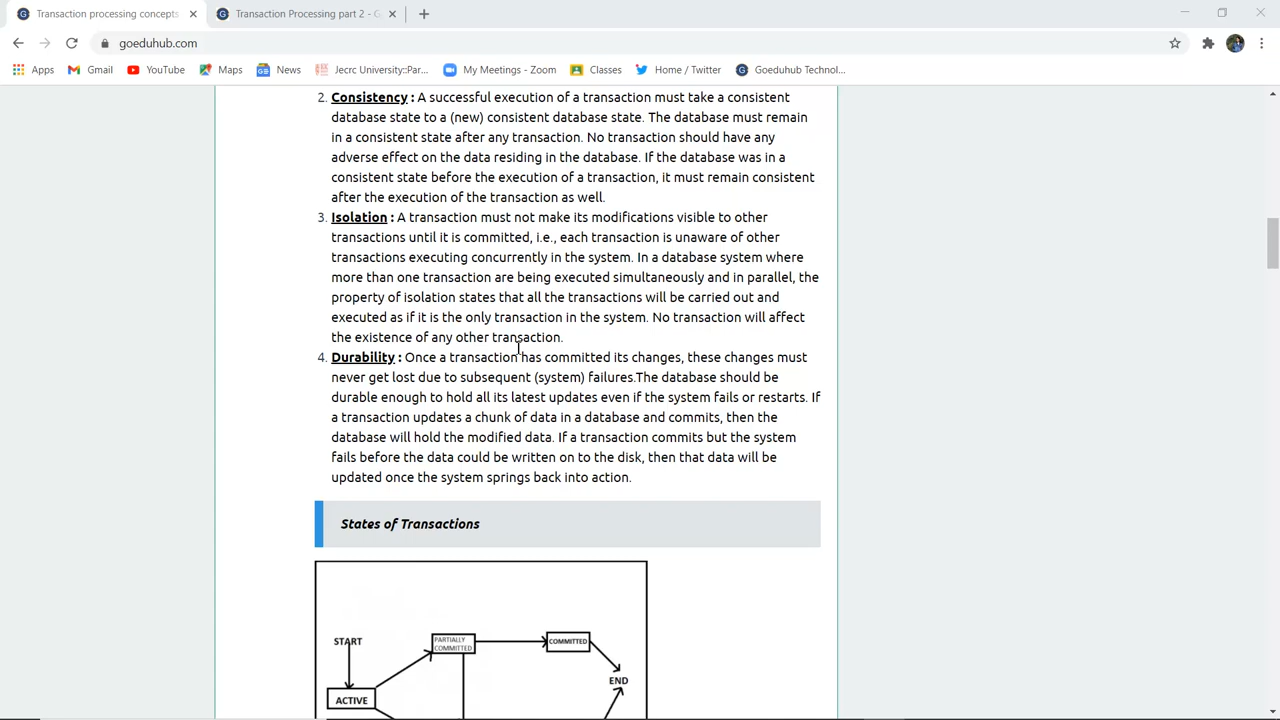 Transaction processing concepts
Transaction Processing part 2 - G
goeduhub.com
Apps
Gmail
YouTube
Maps
News
Jecrc University::Par...
My Meetings - Zoom
Classes
Home / Twitter
Goeduhub Technol...
2. Consistency : A successful execution of a transaction must take a consistent
database state to a (new) consistent database state. The database must remain
in a consistent state after any transaction. No transaction should have any
adverse effect on the data residing in the database. If the database was in a
consistent state before the execution of a transaction, it must remain consistent
after the execution of the transaction as well.
3. Isolation : A transaction must not make its modifications visible to other
transactions until it is committed, i.e., each transaction is unaware of other
transactions executing concurrently in the system. In a database system where
more than one transaction are being executed simultaneously and in parallel, the
property of isolation states that all the transactions will be carried out and
executed as if it is the only transaction in the system. No transaction will affect
the existence of any other transaction.
4. Durability : Once a transaction has committed its changes, these changes must
never get lost due to subsequent (system) failures.The database should be
durable enough to hold all its latest updates even if the system fails or restarts. If
a transaction updates a chunk of data in a database and commits, then the
database will hold the modified data. If a transaction commits but the system
fails before the data could be written on to the disk, then that data will be
updated once the system springs back into action.
States of Transactions
START
PARTIALLY
COMMITTED
COMMITTED
END
ACTIVE